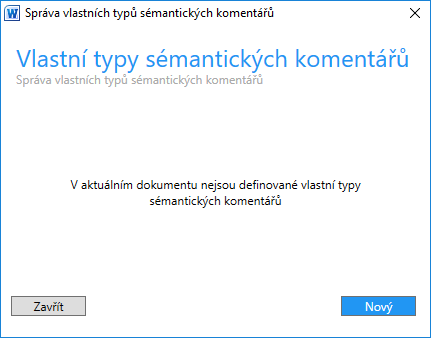 Správa vlastních typů sémantických komentářů
Vlastní typy sémantických komentářů
Správa vlastních typů sémantických komentářů
V aktuálním dokumentu nejsou definované vlastní typy
sémantických komentářů
Zavřít
Nový